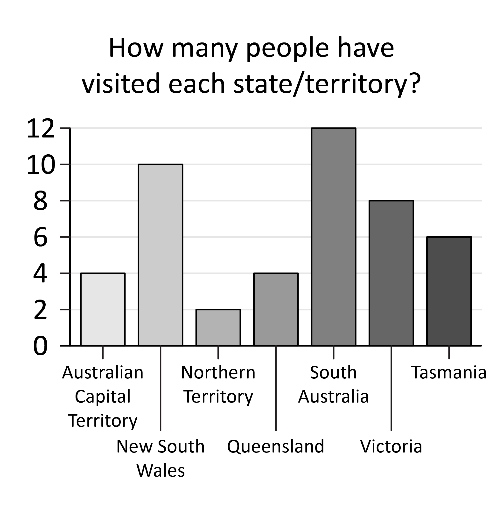 How many people have
visited each state/territory?
12
10
8
6
4
2
0
Australian
Capital
Territory
New South
Wales
Northern
Territory
Queensland
South
Australia
Victoria
Tasmania